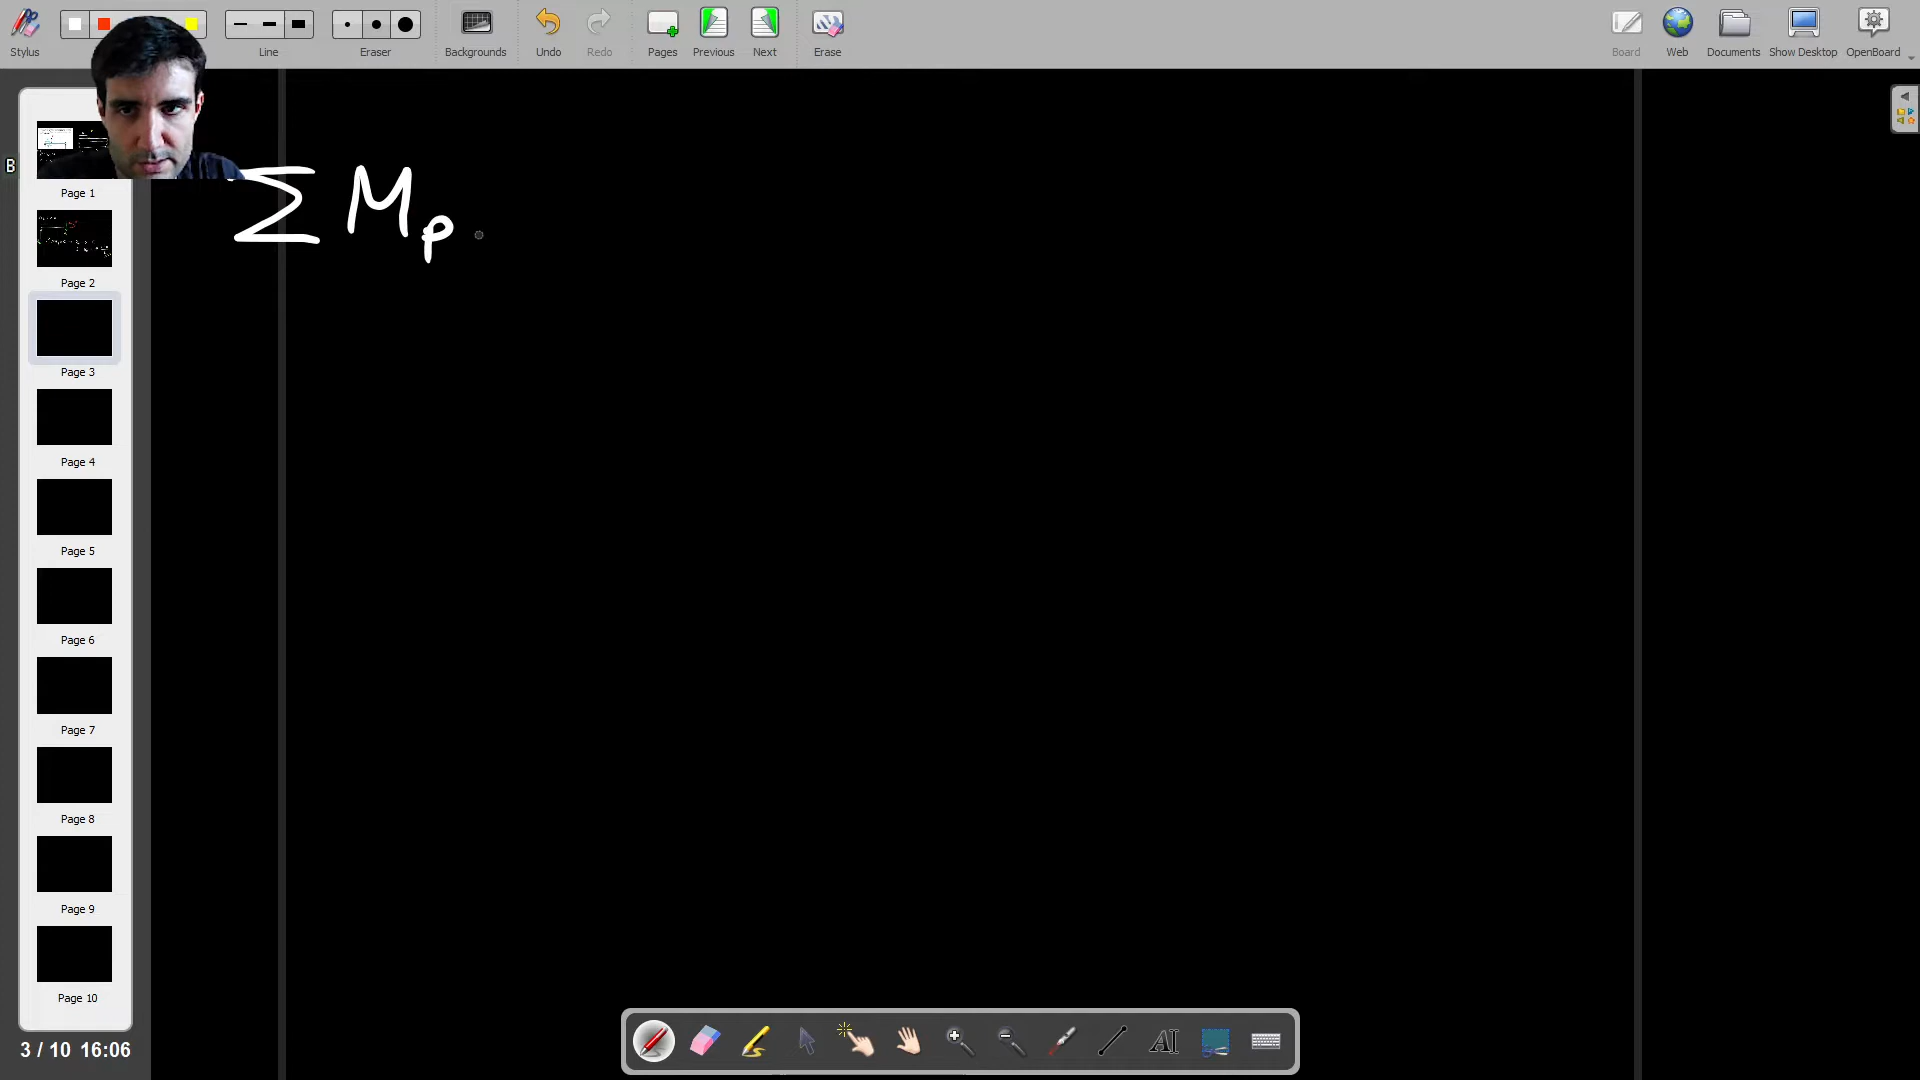 Stylus
Line
Eraser
Backgrounds
Undo
Redo
Pages
Previous
Next
Erase
Board
Web
Documents
Show Desktop
OpenBoard
B
Page 1
Page 2
Page 3
Page 4
Page 5
Page 6
Page 7
Page 8
Page 9
Page 10
3 / 10 16:06
Σ M_p
AI